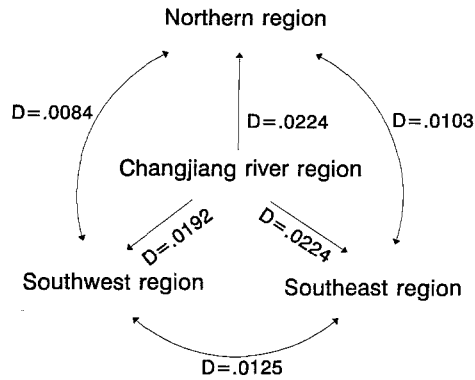 Northern region
D=.0084
D=.0224
D=.0103
Changjiang river region
D=.0192
D=.0224
Southwest region
Southeast region
D=.0125